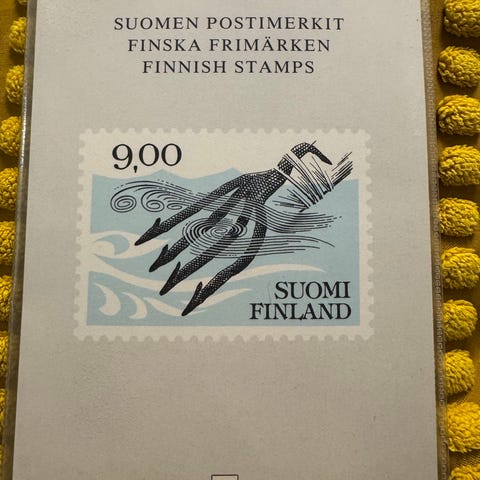 SUOMEN POSTIMERKIT
FINSKA FRIMÄRKEN
FINNISH STAMPS
9,00
SUOMI
FINLAND